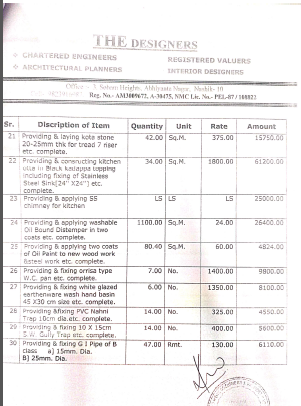 THE DESIGNERS
CHARTERED ENGINEERS
REGISTERED VALUERS
ARCHITECTURAL PLANNERS
INTERIOR DESIGNERS
Office - Heights, Nashik- 10
Reg. No.- AM3009672, A-30475, NMC Lic. No.- PEL-87 / 108023
Sr. Discription of Item Quantity Unit Rate Amount
21 Providing & laying kota stone 42.00 Sq.M. 375.00 15750.00
20-25mm thk for tread 7 riser
etc. complete.
22 Providing & constructing kitchen 34.00 Sq.M. 1800.00 61200.00
otta in Black kadappa topping
including fixing of Stainless
Steel Sink(24" X24") etc.
complete.
23 Providing & applying SS LS LS LS 25000.00
chimney for kitchen
24 Providing & applying washable 1100.00 Sq.M. 24.00 26400.00
Oil Bound Distemper in two
coats etc. complete.
25 Providing & applying two coats 80.40 Sq.M. 60.00 4824.00
of Oil Paint to new wood work
&steel work etc. complete.
26 Providing & fixing orrisa type 7.00 No. 1400.00 9800.00
W.C. pan etc. complete.
27 Providing & fixing white glazed 6.00 No. 1350.00 8100.00
earthenware wash hand basin
45 X30 cm size etc. complete.
28 Providing &fixing PVC Nahni 14.00 No. 325.00 4550.00
Trap 10cm dia.etc. complete.
29 Providing & fixing 10 X 15cm 14.00 No. 400.00 5600.00
S.W. Gully Trap etc. complete.
30 Providing & fixing G I Pipe of B 47.00 Rmt. 130.00 6110.00
class a) 15mm. Dia.
B) 25mm. Dia.